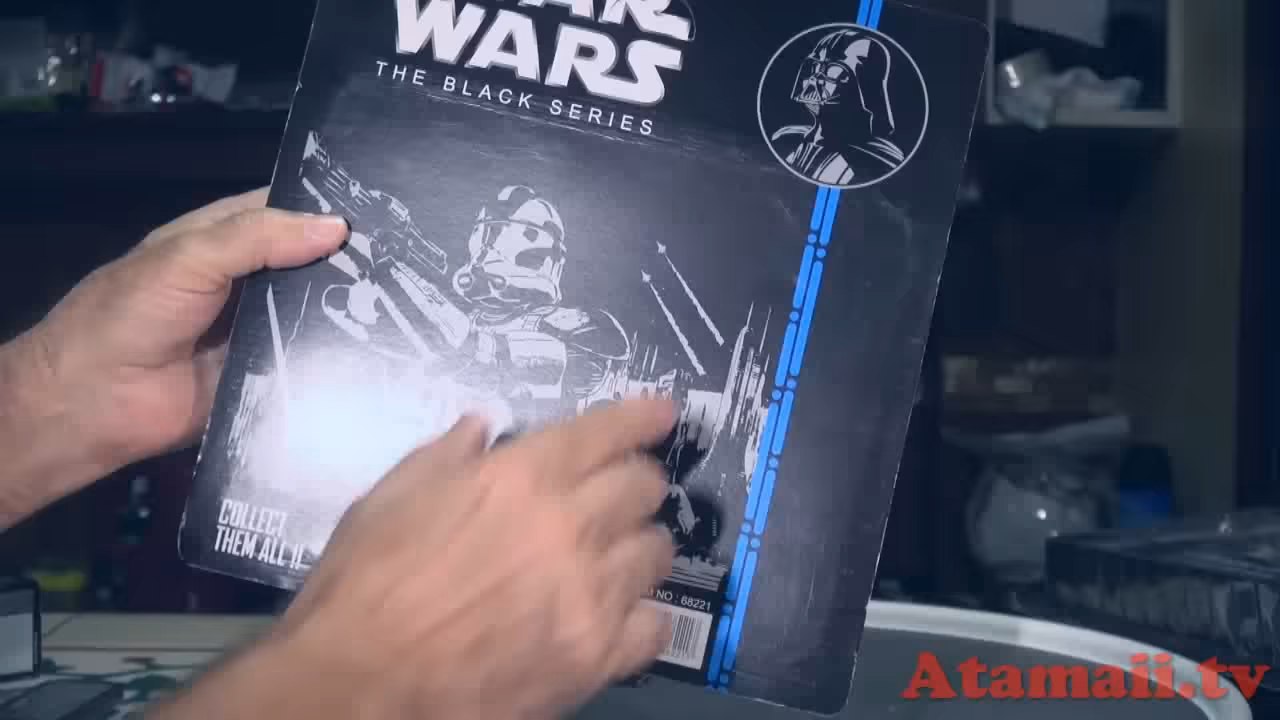 STAR
WARS
THE BLACK SERIES
COLLECT
THEM ALL !!
NO : 68221
Atamaii.tv